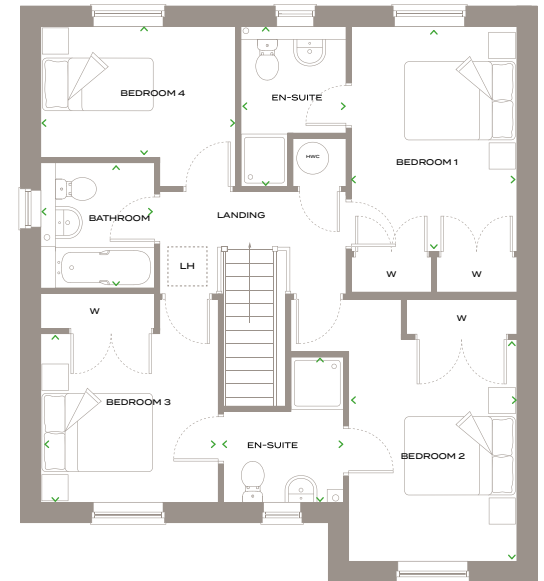 BEDROOM 4
EN-SUITE
HWC
BEDROOM 1
BATHROOM
LANDING
LH
W
W
W
W
BEDROOM 3
EN-SUITE
BEDROOM 2